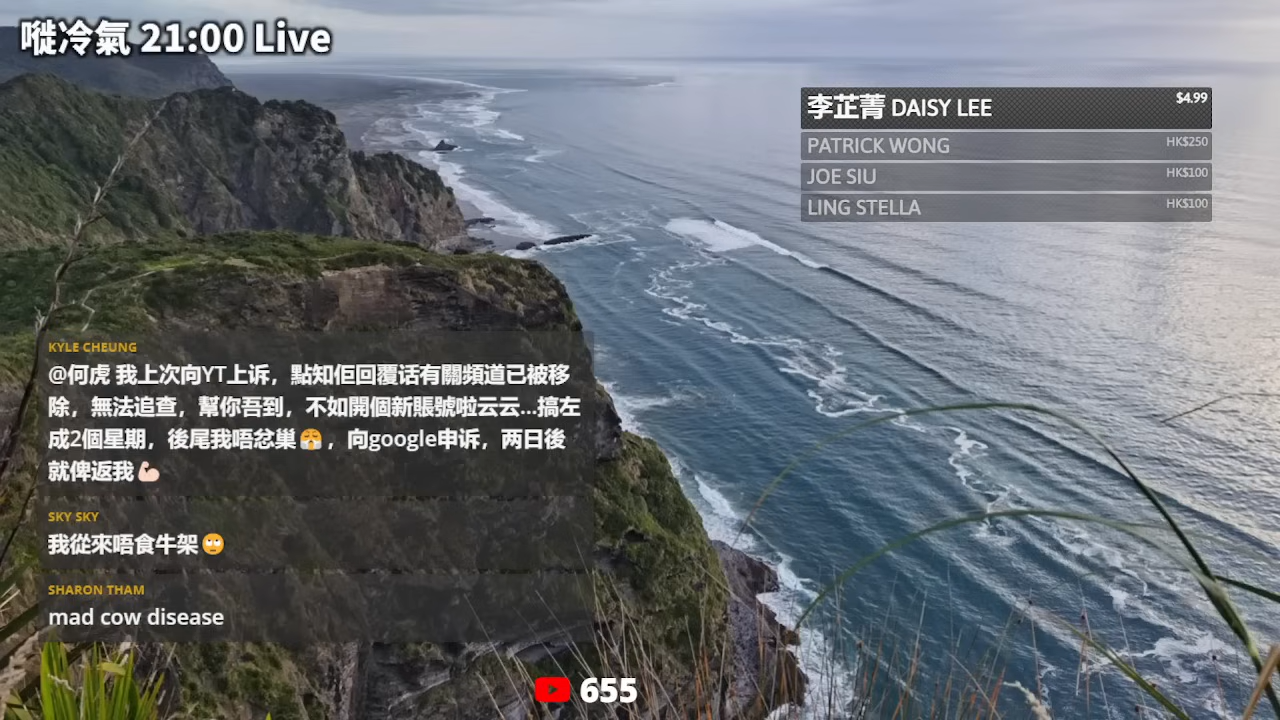 嘥冷氣 21:00 Live
李芷菁 DAISY LEE $4.99
PATRICK WONG HK$250
JOE SIU HK$100
LING STELLA HK$100
KYLE CHEUNG
@何虎 我上次向YT上诉，點知佢回覆话有關頻道已被移
除，無法追查，幫你吾到，不如開個新賬號啦云云...搞左
成2個星期，後尾我唔忿巢😤，向google申诉，两日後
就俾返我💪🏻
SKY SKY
我從來唔食牛架🙄
SHARON THAM
mad cow disease
655